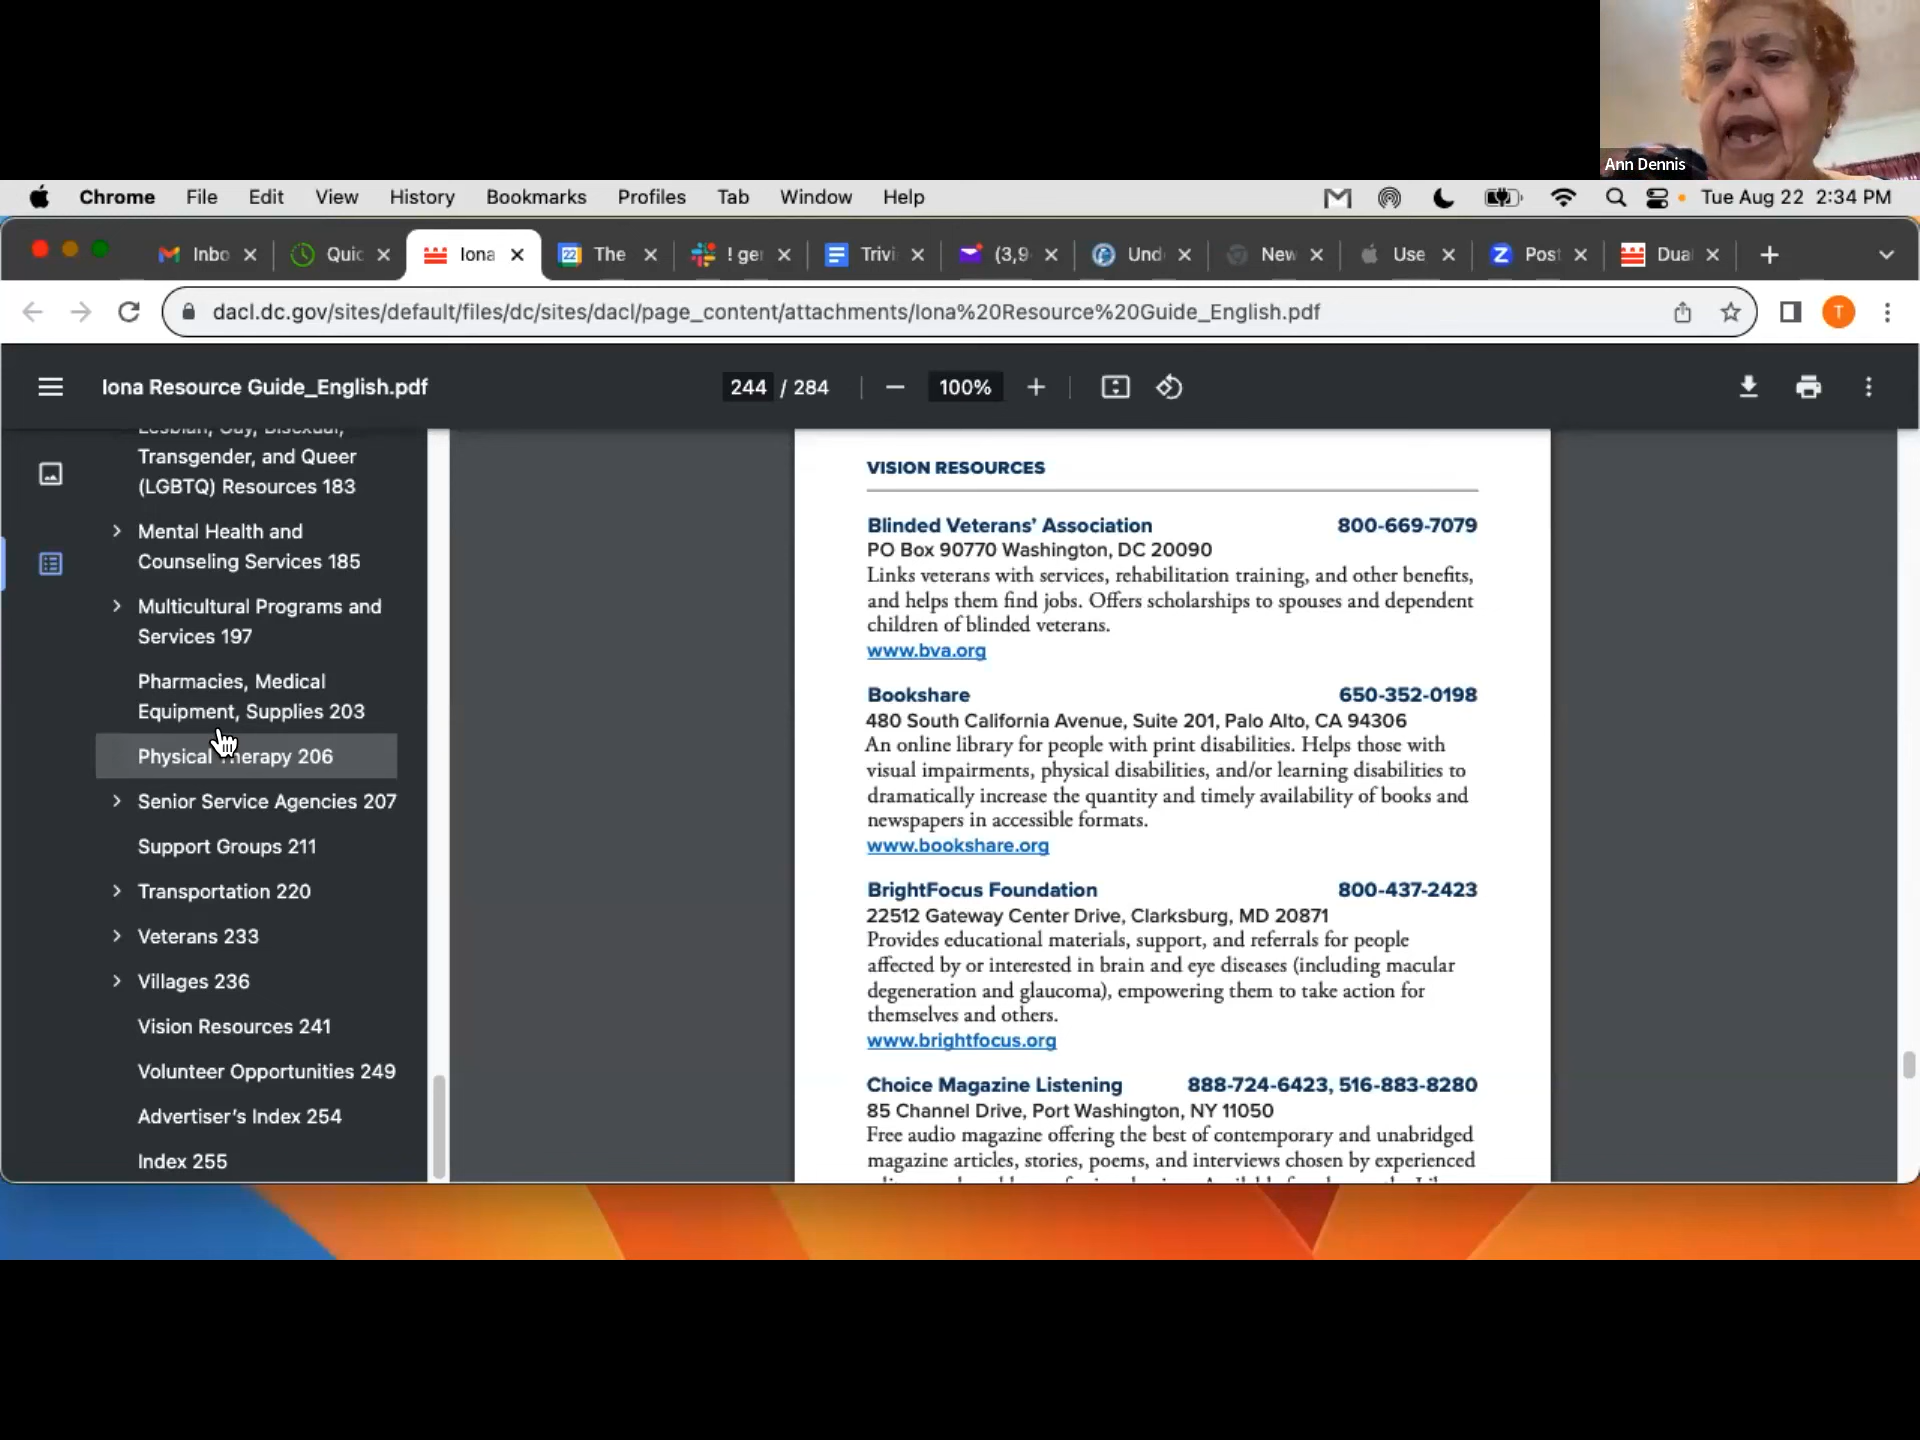 Ann Dennis
Chrome File Edit View History Bookmarks Profiles Tab Window Help Tue Aug 22 2:34 PM
Inbo Quic Iona 22 The ! ger Trivi (3,9 Und New Use Z Post Dual
dacl.dc.gov/sites/default/files/dc/sites/dacl/page_content/attachments/Iona%20Resource%20Guide_English.pdf T
Iona Resource Guide_English.pdf 244 / 284 100%
Lesbian, Gay, Bisexual,
Transgender, and Queer
(LGBTQ) Resources 183
Mental Health and
Counseling Services 185
Multicultural Programs and
Services 197
Pharmacies, Medical
Equipment, Supplies 203
Physical Therapy 206
Senior Service Agencies 207
Support Groups 211
Transportation 220
Veterans 233
Villages 236
Vision Resources 241
Volunteer Opportunities 249
Advertiser's Index 254
Index 255
VISION RESOURCES
Blinded Veterans' Association 800-669-7079
PO Box 90770 Washington, DC 20090
Links veterans with services, rehabilitation training, and other benefits,
and helps them find jobs. Offers scholarships to spouses and dependent
children of blinded veterans.
www.bva.org
Bookshare 650-352-0198
480 South California Avenue, Suite 201, Palo Alto, CA 94306
An online library for people with print disabilities. Helps those with
visual impairments, physical disabilities, and/or learning disabilities to
dramatically increase the quantity and timely availability of books and
newspapers in accessible formats.
www.bookshare.org
BrightFocus Foundation 800-437-2423
22512 Gateway Center Drive, Clarksburg, MD 20871
Provides educational materials, support, and referrals for people
affected by or interested in brain and eye diseases (including macular
degeneration and glaucoma), empowering them to take action for
themselves and others.
www.brightfocus.org
Choice Magazine Listening 888-724-6423, 516-883-8280
85 Channel Drive, Port Washington, NY 11050
Free audio magazine offering the best of contemporary and unabridged
magazine articles, stories, poems, and interviews chosen by experienced